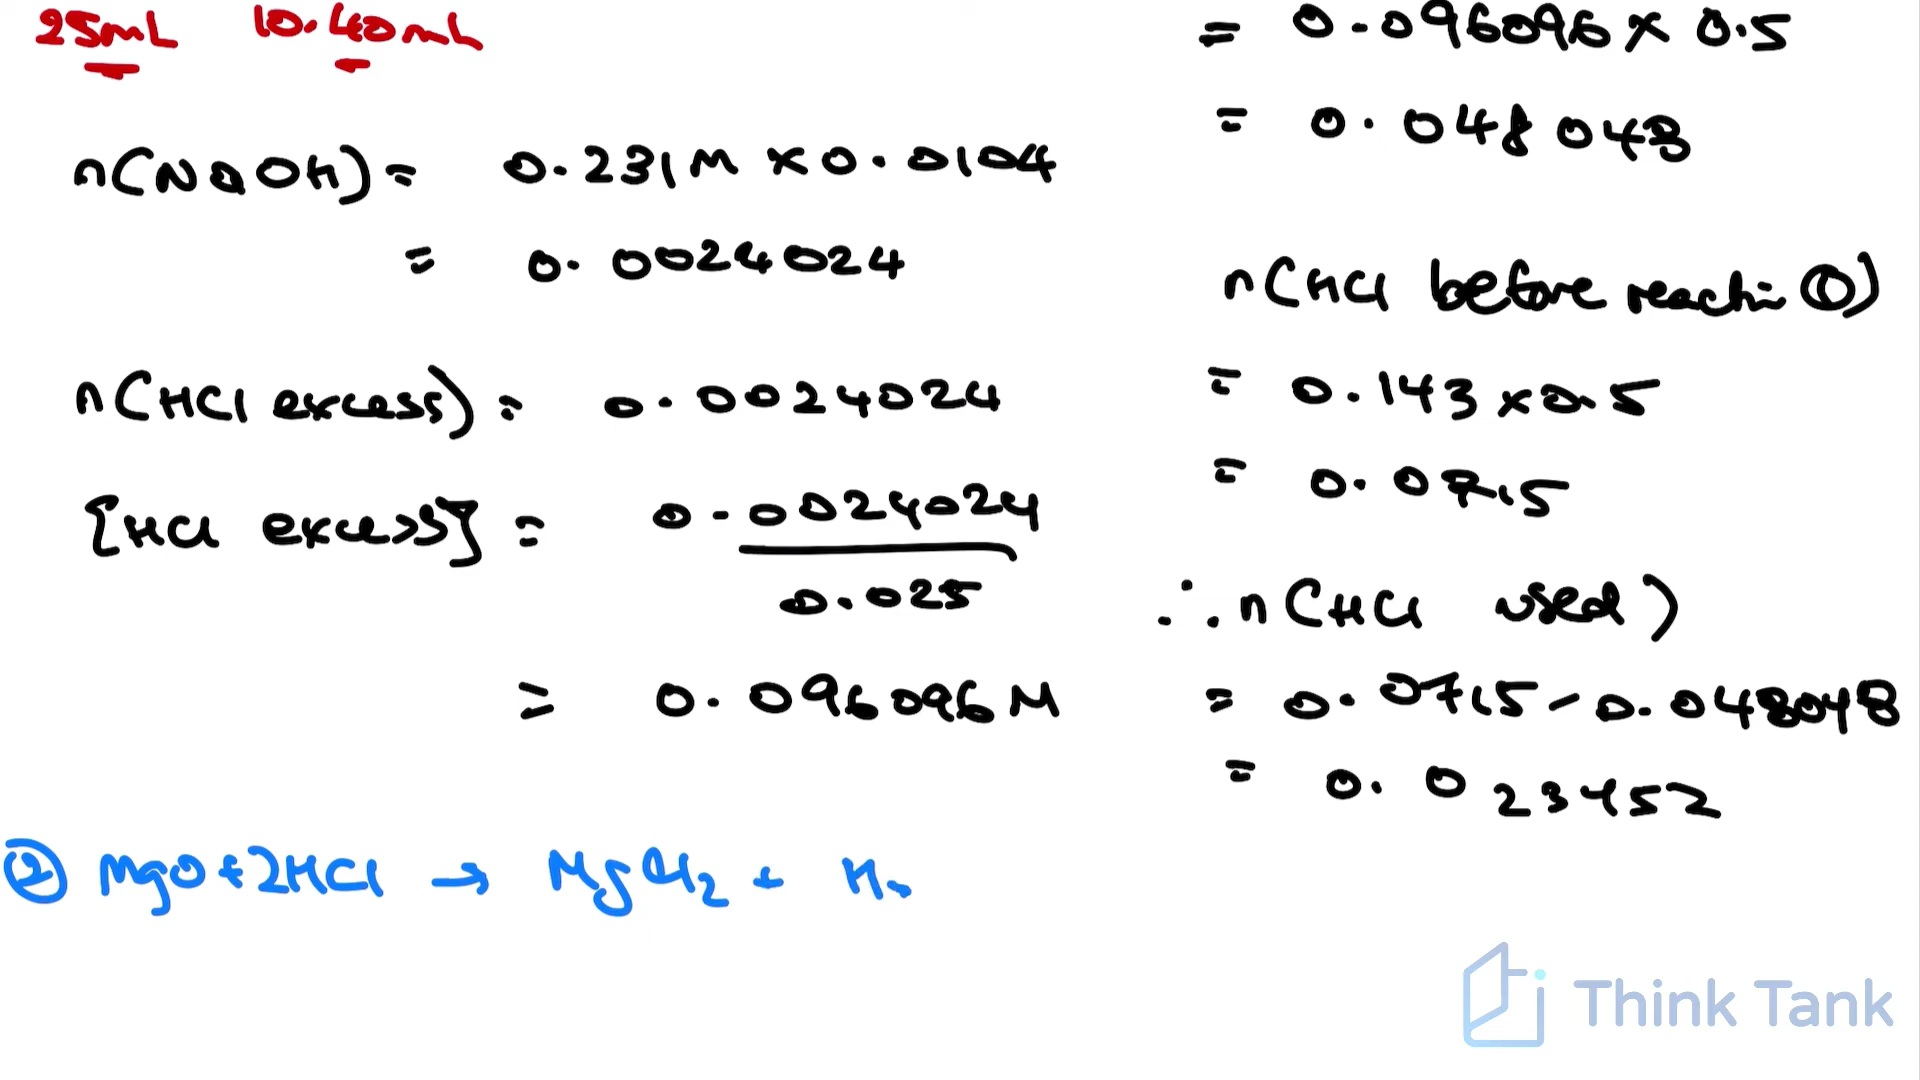 25mL 10.40mL
n(NaOH) = 0.231M × 0.0104
= 0.0024024
n(HCl excess) = 0.0024024
[HCl excess] = 0.0024024
0.025
= 0.096096M
② MgO + 2HCl → MgCl2 + H2
= 0.096096 × 0.5
= 0.048048
n(HCl before reactin ①)
= 0.143 × 0.5
= 0.0715
∴ n(HCl used)
= 0.0715 - 0.048048
= 0.023452
Think Tank